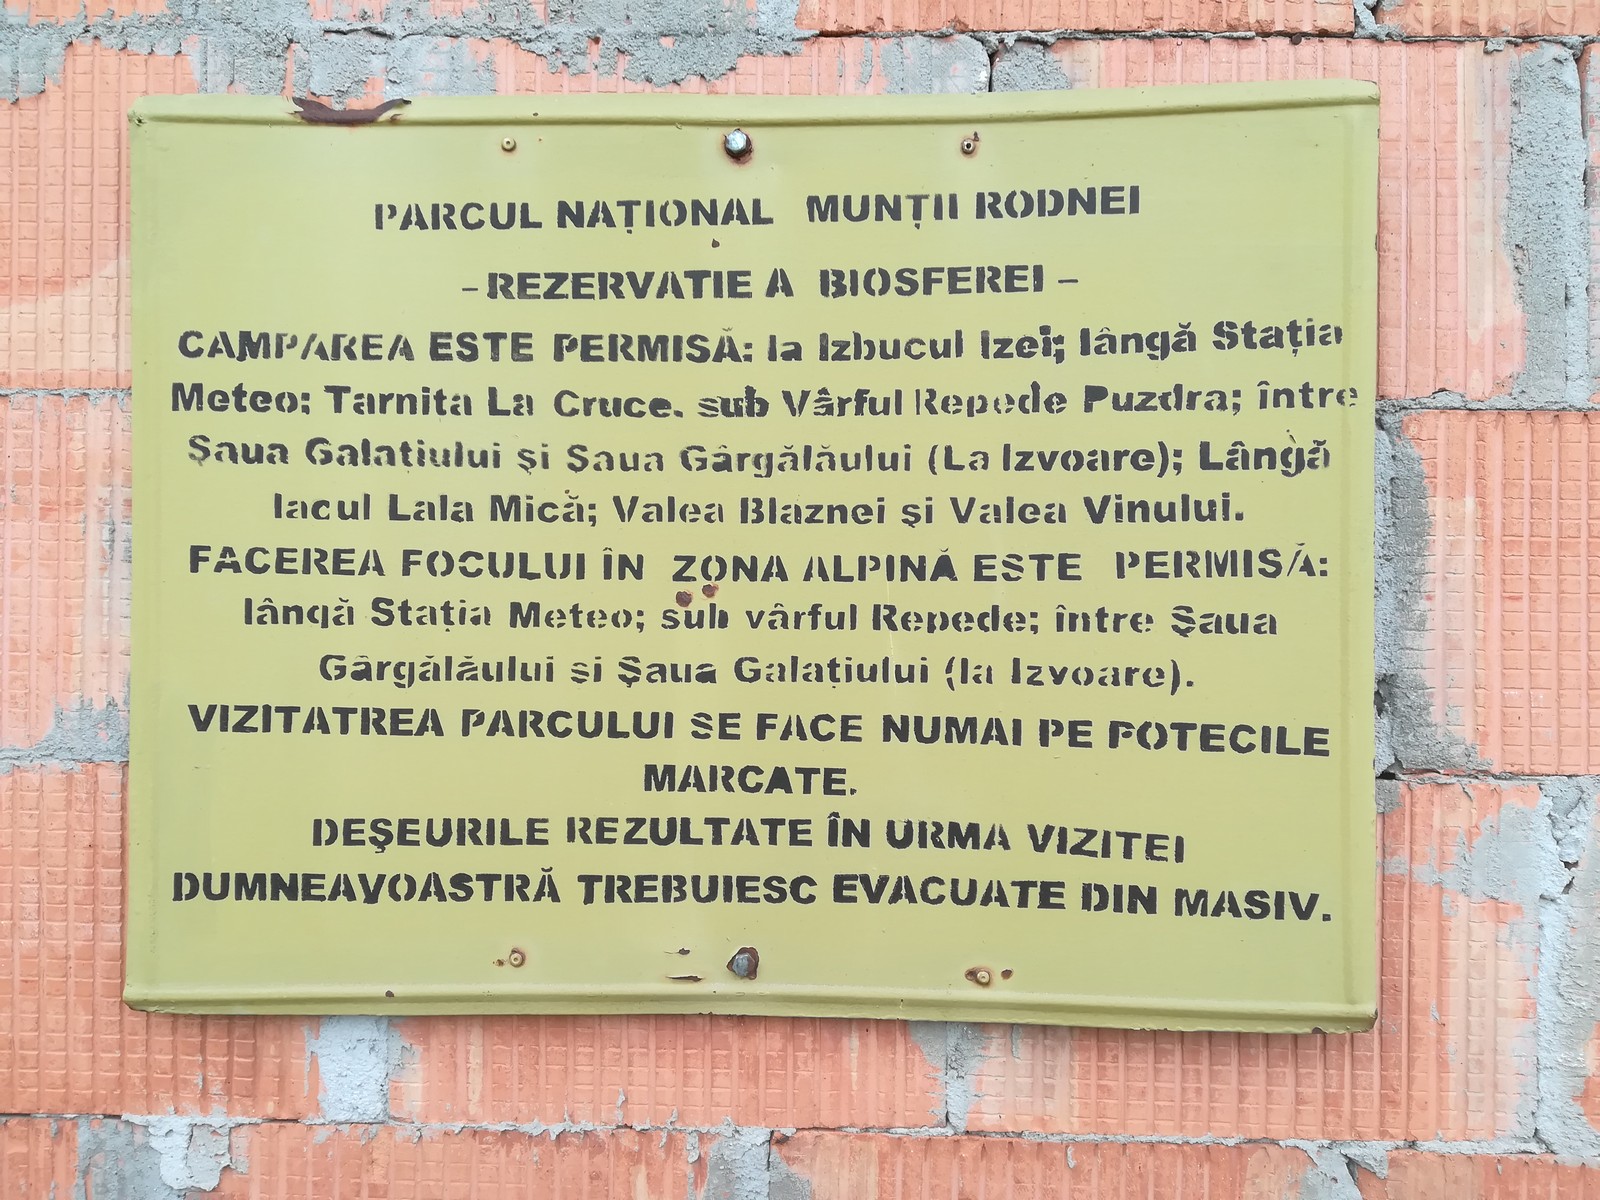 PARCUL NAȚIONAL MUNȚII RODNEI
- REZERVATIE A BIOSFEREI -
CAMPAREA ESTE PERMISĂ: la Izbucul Izei; lângă Stația
Meteo; Tarnita La Cruce. sub Vârful Repede Puzdra; între
Șaua Galațiului și Șaua Gârgălăului (La Izvoare); Lângă
lacul Lala Mică; Valea Blaznei și Valea Vinului.
FACEREA FOCULUI ÎN ZONA ALPINĂ ESTE PERMISĂ:
lângă Stația Meteo; sub vârful Repede; între Șaua
Gârgălăului si Șaua Galațiului (la Izvoare).
VIZITATREA PARCULUI SE FACE NUMAI PE POTECILE
MARCATE.
DEȘEURILE REZULTATE ÎN URMA VIZITEI
DUMNEAVOASTRĂ TREBUIESC EVACUATE DIN MASIV.